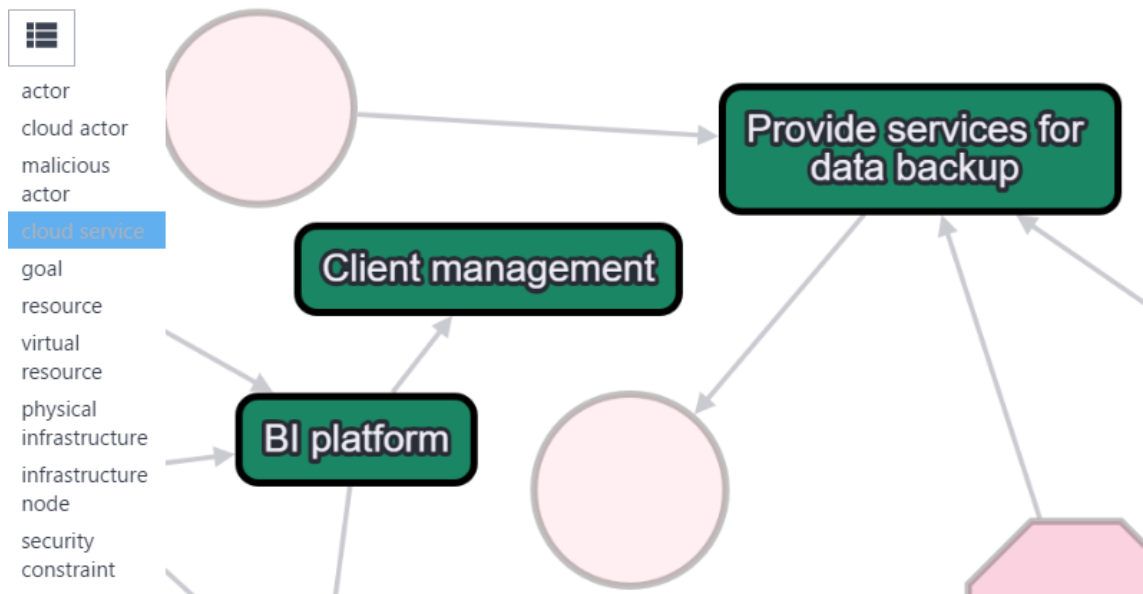 actor
cloud actor
malicious
actor
cloud service
goal
resource
virtual
resource
physical
infrastructure
infrastructure
node
security
constraint
Provide services for
data backup
Client management
BI platform